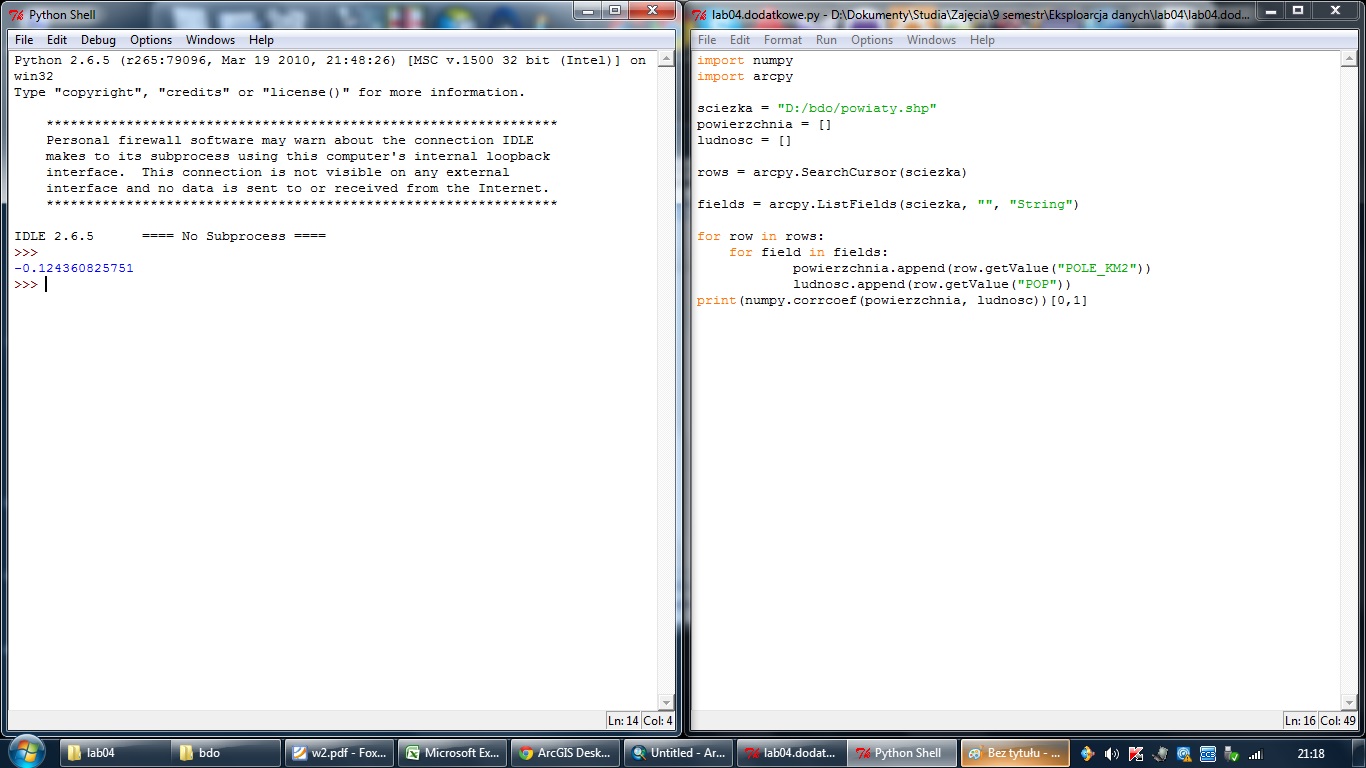 Python Shell
File Edit Debug Options Windows Help
Python 2.6.5 (r265:79096, Mar 19 2010, 21:48:26) [MSC v.1500 32 bit (Intel)] on
win32
Type "copyright", "credits" or "license()" for more information.
****************************************************************
Personal firewall software may warn about the connection IDLE
makes to its subprocess using this computer's internal loopback
interface.  This connection is not visible on any external
interface and no data is sent to or received from the Internet.
****************************************************************
IDLE 2.6.5      ==== No Subprocess ====
>>>
-0.124360825751
>>>
Ln: 14 Col: 4
lab04.dodatkowe.py - D:\Dokumenty\Studia\Zajęcia\9 semestr\Eksploarcja danych\lab04\lab04.dod...
File Edit Format Run Options Windows Help
import numpy
import arcpy
sciezka = "D:/bdo/powiaty.shp"
powierzchnia = []
ludnosc = []
rows = arcpy.SearchCursor(sciezka)
fields = arcpy.ListFields(sciezka, "", "String")
for row in rows:
    for field in fields:
            powierzchnia.append(row.getValue("POLE_KM2"))
            ludnosc.append(row.getValue("POP"))
print(numpy.corrcoef(powierzchnia, ludnosc))[0,1]
Ln: 16 Col: 49
lab04 bdo w2.pdf - Fox... Microsoft Ex... ArcGIS Desk... Untitled - Ar... lab04.dodat... Python Shell Bez tytułu - ... CCB 21:18